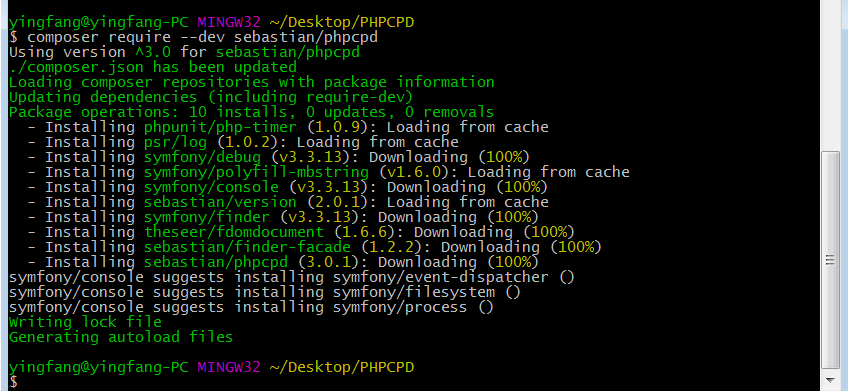 yingfang@yingfang-PC MINGW32 ~/Desktop/PHPCPD
$ composer require --dev sebastian/phpcpd
Using version ^3.0 for sebastian/phpcpd
./composer.json has been updated
Loading composer repositories with package information
Updating dependencies (including require-dev)
Package operations: 10 installs, 0 updates, 0 removals
  - Installing phpunit/php-timer (1.0.9): Loading from cache
  - Installing psr/log (1.0.2): Loading from cache
  - Installing symfony/debug (v3.3.13): Downloading (100%)
  - Installing symfony/polyfill-mbstring (v1.6.0): Loading from cache
  - Installing symfony/console (v3.3.13): Downloading (100%)
  - Installing sebastian/version (2.0.1): Loading from cache
  - Installing symfony/finder (v3.3.13): Downloading (100%)
  - Installing theseer/fdomdocument (1.6.6): Downloading (100%)
  - Installing sebastian/finder-facade (1.2.2): Downloading (100%)
  - Installing sebastian/phpcpd (3.0.1): Downloading (100%)
symfony/console suggests installing symfony/event-dispatcher ()
symfony/console suggests installing symfony/filesystem ()
symfony/console suggests installing symfony/process ()
Writing lock file
Generating autoload files
yingfang@yingfang-PC MINGW32 ~/Desktop/PHPCPD
$